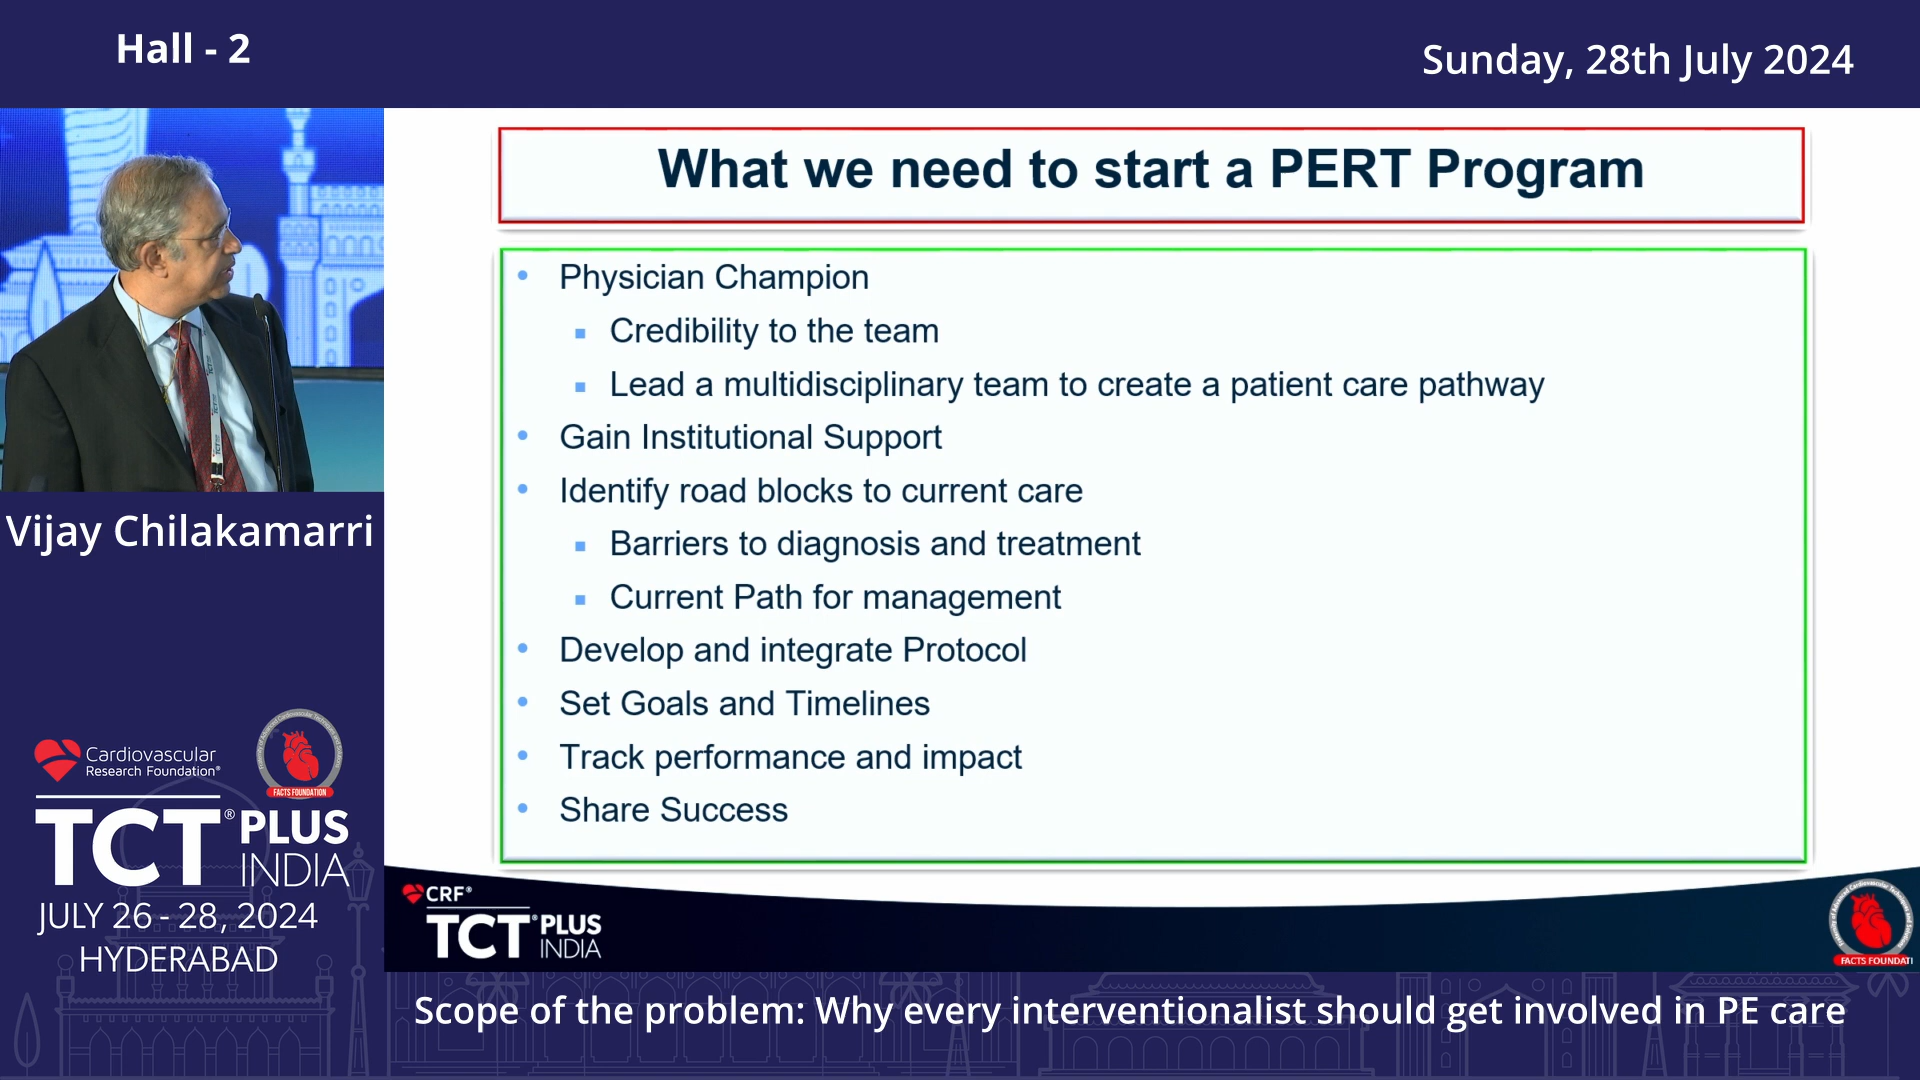 Hall - 2
Sunday, 28th July 2024
What we need to start a PERT Program
Physician Champion
Credibility to the team
Lead a multidisciplinary team to create a patient care pathway
Gain Institutional Support
Identify road blocks to current care
Barriers to diagnosis and treatment
Current Path for management
Develop and integrate Protocol
Set Goals and Timelines
Track performance and impact
Share Success
Vijay Chilakamarri
Cardiovascular
Research Foundation®
FACTS FOUNDATION
TCT® PLUS
INDIA
JULY 26 - 28, 2024
HYDERABAD
CRF®
TCT® PLUS
INDIA
FACTS FOUNDATI
Scope of the problem: Why every interventionalist should get involved in PE care